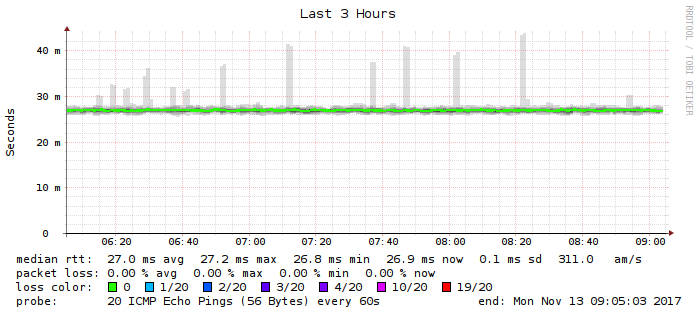 Last 3 Hours
RRDTOOL / TOBI OETIKER
Seconds
40 m
30 m
20 m
10 m
0
06:20 06:40 07:00 07:20 07:40 08:00 08:20 08:40 09:00
median rtt: 27.0 ms avg 27.2 ms max 26.8 ms min 26.9 ms now 0.1 ms sd 311.0 am/s
packet loss: 0.00 % avg 0.00 % max 0.00 % min 0.00 % now
loss color: 0 1/20 2/20 3/20 4/20 10/20 19/20
probe: 20 ICMP Echo Pings (56 Bytes) every 60s end: Mon Nov 13 09:05:03 2017